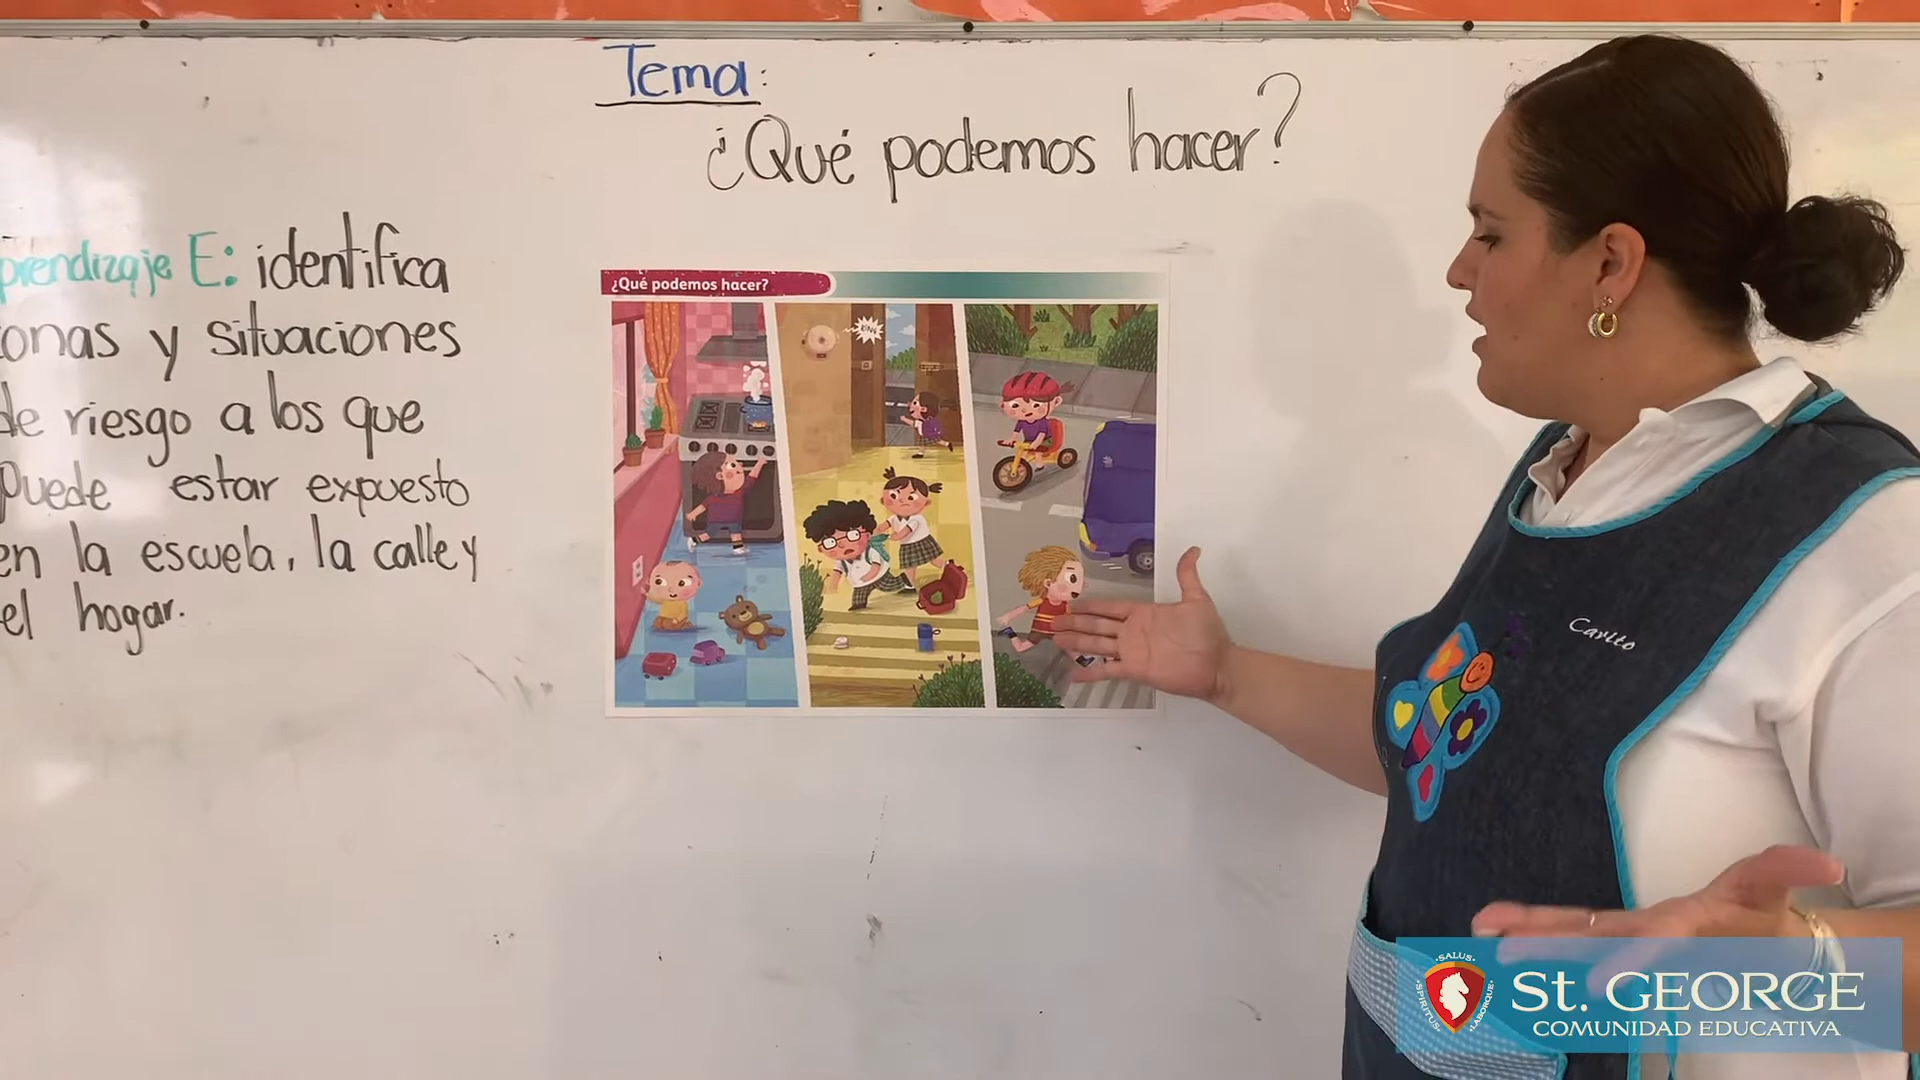 Tema:
¿Qué podemos hacer?
prendizaje E: identifica
onas y situaciones
de riesgo a los que
Puede estar expuesto
en la escuela, la calle y
el hogar.
¿Qué podemos hacer?
RING
Carito
SALUS
SPIRITUS
LABORQUE
St. GEORGE
COMUNIDAD EDUCATIVA